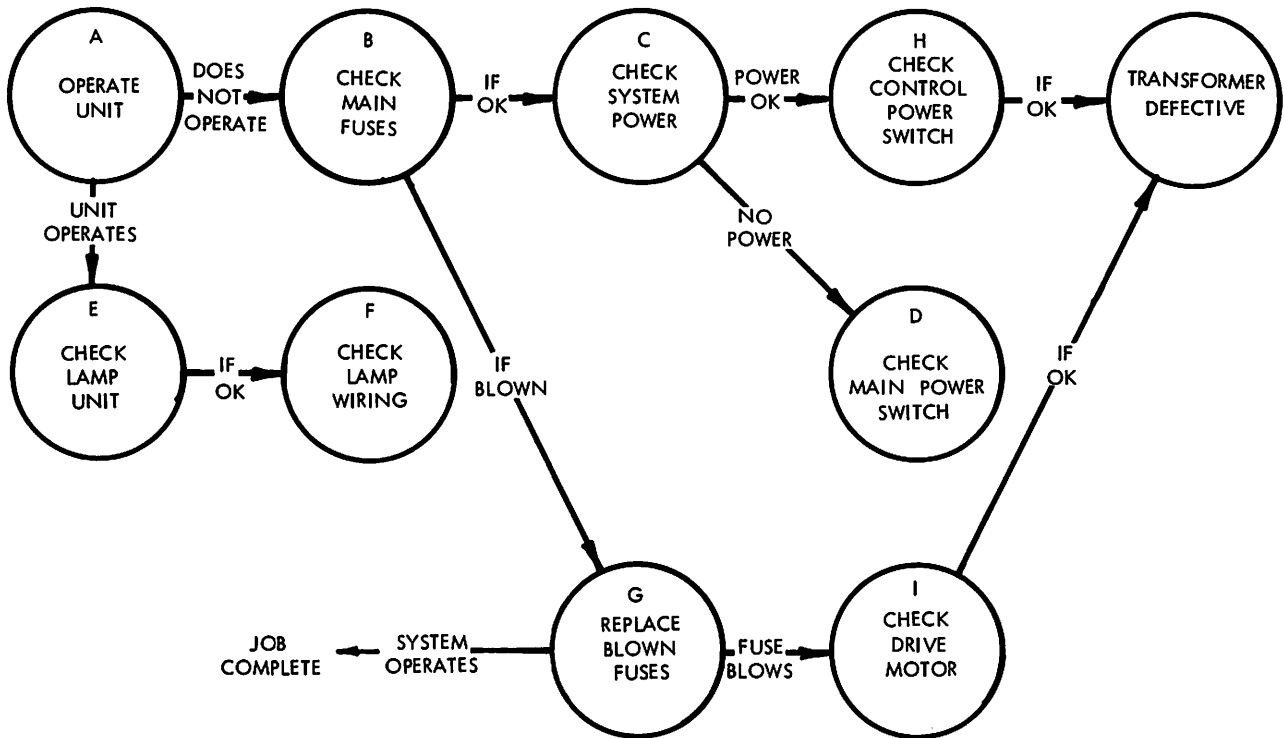 A
OPERATE
UNIT
DOES
NOT
OPERATE
B
CHECK
MAIN
FUSES
IF
OK
C
CHECK
SYSTEM
POWER
POWER
OK
H
CHECK
CONTROL
POWER
SWITCH
IF
OK
TRANSFORMER
DEFECTIVE
UNIT
OPERATES
NO
POWER
E
CHECK
LAMP
UNIT
IF
OK
F
CHECK
LAMP
WIRING
IF
BLOWN
D
CHECK
MAIN POWER
SWITCH
IF
OK
JOB
COMPLETE
SYSTEM
OPERATES
G
REPLACE
BLOWN
FUSES
FUSE
BLOWS
I
CHECK
DRIVE
MOTOR